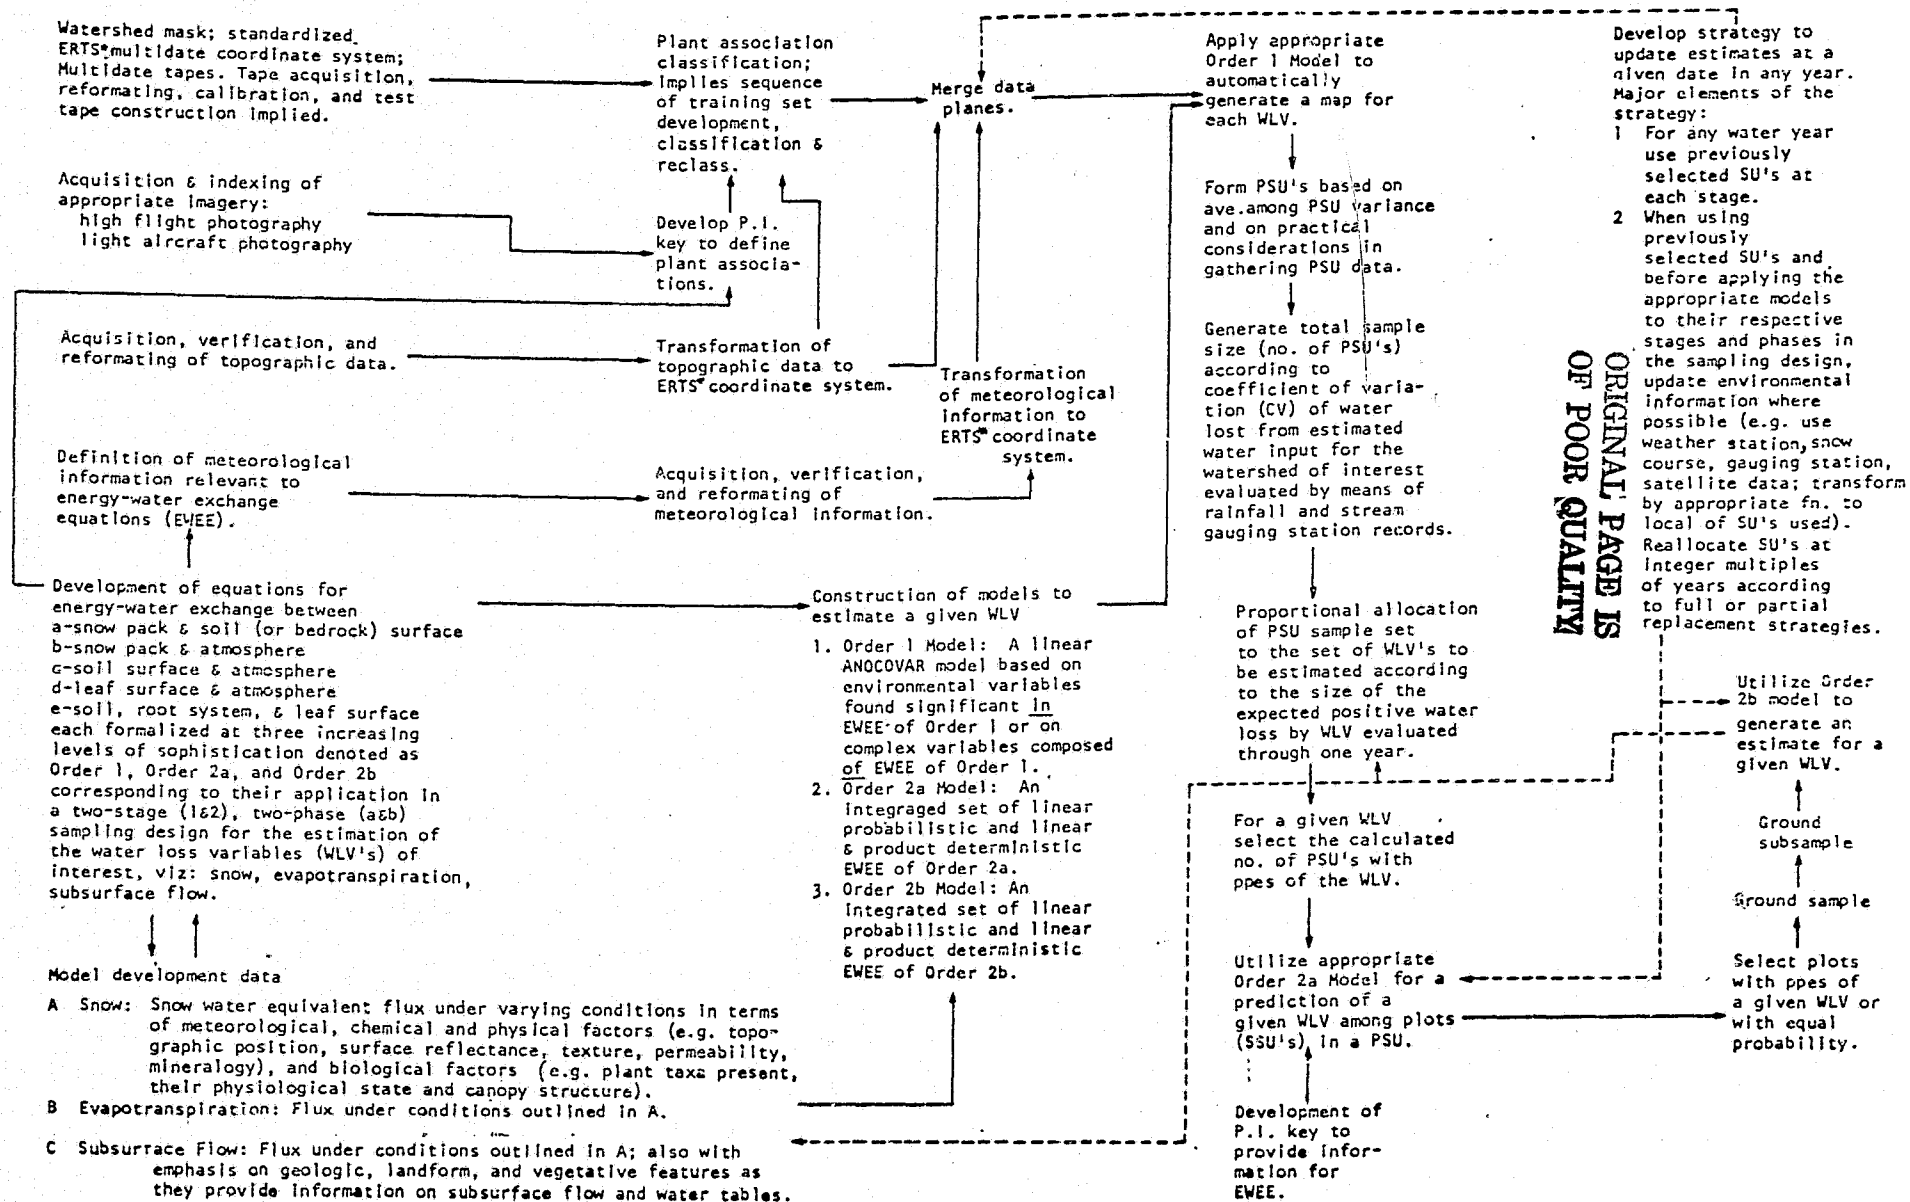 Watershed mask; standardized
ERTS*multidate coordinate system;
Multidate tapes. Tape acquisition,
reformating, calibration, and test
tape construction implied.
Acquisition & indexing of
appropriate imagery:
high flight photography
light aircraft photography
Acquisition, verification, and
reformating of topographic data.
Definition of meteorological
information relevant to
energy-water exchange
equations (EWEE).
Development of equations for
energy-water exchange between
a-snow pack & soil (or bedrock) surface
b-snow pack & atmosphere
c-soil surface & atmosphere
d-leaf surface & atmosphere
e-soil, root system, & leaf surface
each formalized at three increasing
levels of sophistication denoted as
Order 1, Order 2a, and Order 2b
corresponding to their application in
a two-stage (1&2), two-phase (a&b)
sampling design for the estimation of
the water loss variables (WLV's) of
interest, viz: snow, evapotranspiration,
subsurface flow.
Model development data
A Snow: Snow water equivalent flux under varying conditions in terms
of meteorological, chemical and physical factors (e.g. topo-
graphic position, surface reflectance, texture, permeability,
mineralogy), and biological factors (e.g. plant taxa present,
their physiological state and canopy structure).
B Evapotranspiration: Flux under conditions outlined in A.
C Subsurrace Flow: Flux under conditions outlined in A; also with
emphasis on geologic, landform, and vegetative features as
they provide information on subsurface flow and water tables.
Plant association
classification;
Implies sequence
of training set
development,
classification &
reclass.
Develop P.I.
key to define
plant associa-
tions.
Transformation of
topographic data to
ERTS* coordinate system.
Acquisition, verification,
and reformating of
meteorological information.
Merge data
planes.
Transformation
of meteorological
information to
ERTS* coordinate
system.
Construction of models to
estimate a given WLV
1. Order 1 Model: A linear
ANOCOVAR model based on
environmental variables
found significant in
EWEE of Order 1 or on
complex variables composed
of EWEE of Order 1.
2. Order 2a Model: An
integraged set of linear
probabilistic and linear
& product deterministic
EWEE of Order 2a.
3. Order 2b Model: An
integrated set of linear
probabilistic and linear
& product deterministic
EWEE of Order 2b.
Apply appropriate
Order 1 Model to
automatically
generate a map for
each WLV.
Form PSU's based on
ave.among PSU variance
and on practical
considerations in
gathering PSU data.
Generate total sample
size (no. of PSU's)
according to
coefficient of varia-
tion (CV) of water
lost from estimated
water input for the
watershed of interest
evaluated by means of
rainfall and stream
gauging station records.
Proportional allocation
of PSU sample set
to the set of WLV's to
be estimated according
to the size of the
expected positive water
loss by WLV evaluated
through one year.
For a given WLV
select the calculated
no. of PSU's with
ppes of the WLV.
Utilize appropriate
Order 2a Model for a
prediction of a
given WLV among plots
(SSU's) in a PSU.
Development of
P.I. key to
provide infor-
mation for
EWEE.
Develop strategy to
update estimates at a
given date in any year.
Major elements of the
strategy:
1 For any water year
use previously
selected SU's at
each stage.
2 When using
previously
selected SU's and
before applying the
appropriate models
to their respective
stages and phases in
the sampling design,
update environmental
information where
possible (e.g. use
weather station, snow
course, gauging station,
satellite data; transform
by appropriate fn. to
local of SU's used).
Reallocate SU's at
integer multiples
of years according
to full or partial
replacement strategies.
Utilize Order
2b model to
generate an
estimate for a
given WLV.
Ground
subsample
Ground sample
Select plots
with ppes of
a given WLV or
with equal
probability.
ORIGINAL PAGE IS
OF POOR QUALITY